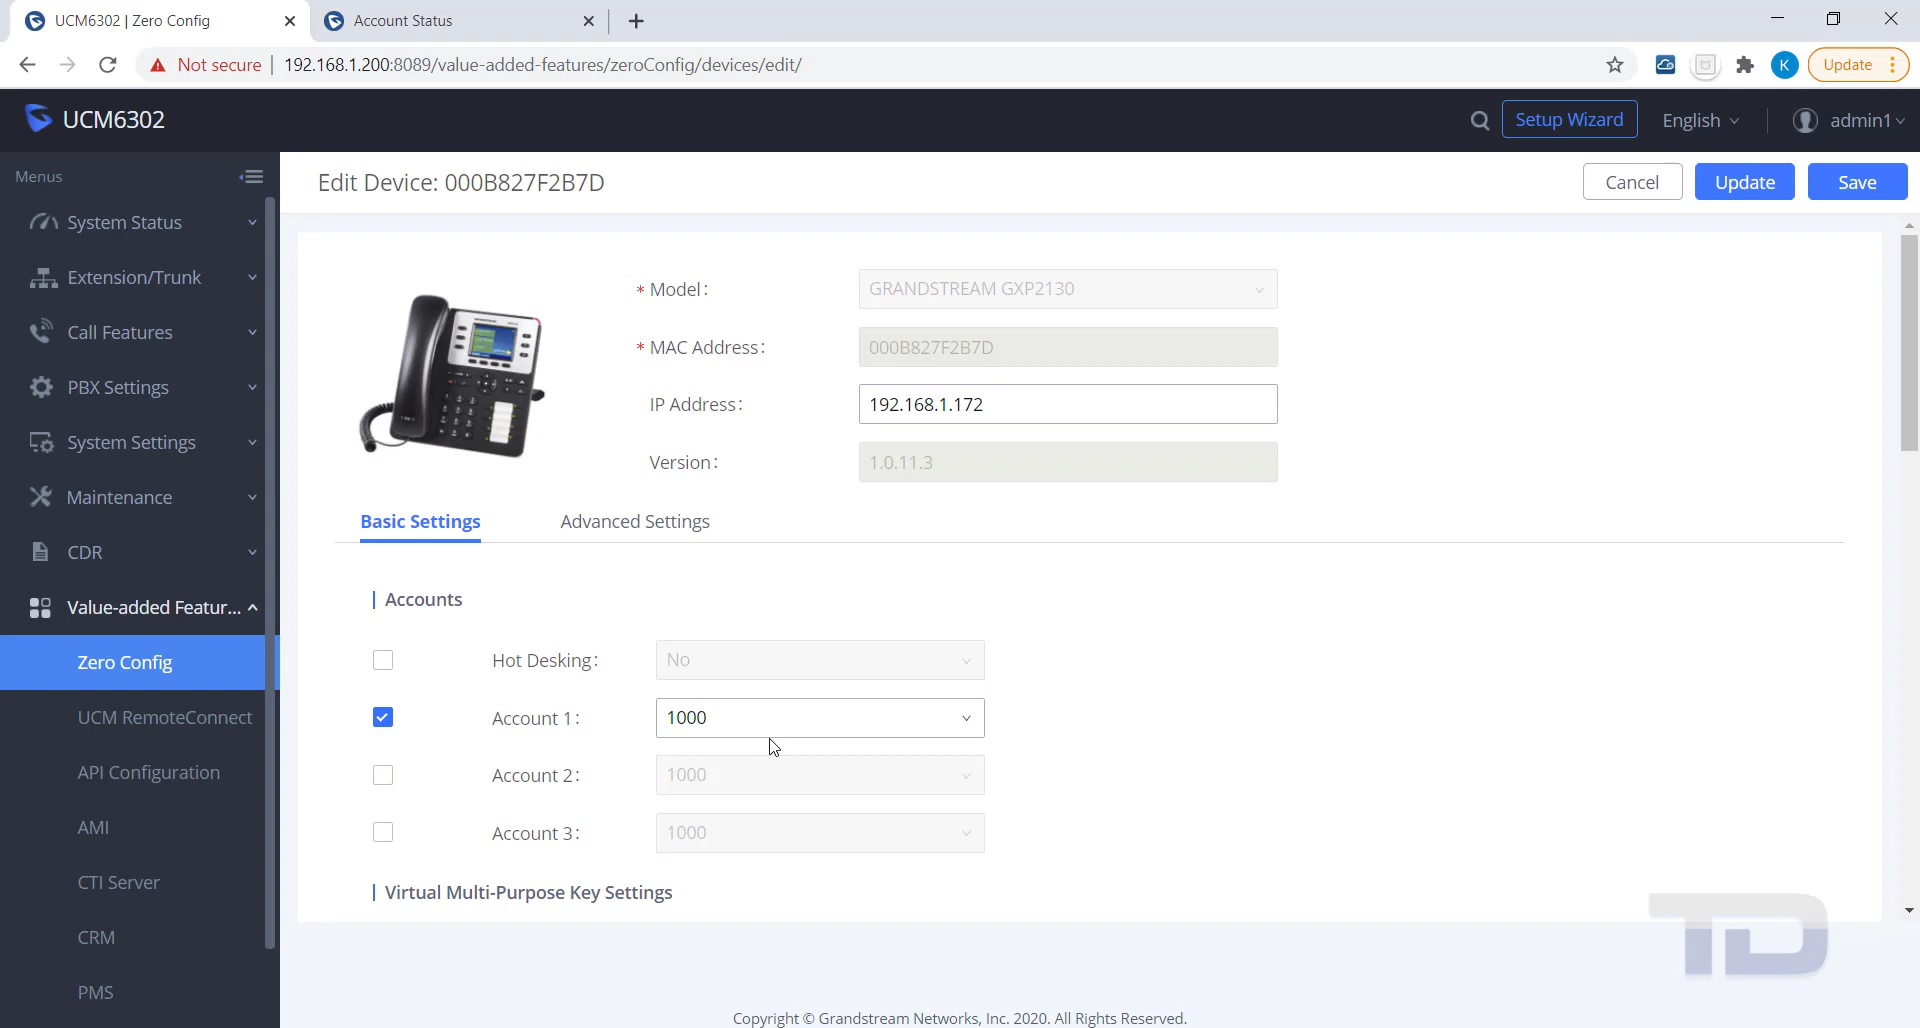 UCM6302 | Zero Config
Account Status
Not secure
192.168.1.200:8089/value-added-features/zeroConfig/devices/edit/
K
Update
UCM6302
Setup Wizard
English
admin1
Menus
System Status
Extension/Trunk
Call Features
PBX Settings
System Settings
Maintenance
CDR
Value-added Featur...
Zero Config
UCM RemoteConnect
API Configuration
AMI
CTI Server
CRM
PMS
Edit Device: 000B827F2B7D
Cancel
Update
Save
* Model:
GRANDSTREAM GXP2130
* MAC Address:
000B827F2B7D
IP Address:
192.168.1.172
Version:
1.0.11.3
Basic Settings
Advanced Settings
Accounts
Hot Desking:
No
Account 1:
1000
Account 2:
1000
Account 3:
1000
Virtual Multi-Purpose Key Settings
TD
Copyright © Grandstream Networks, Inc. 2020. All Rights Reserved.